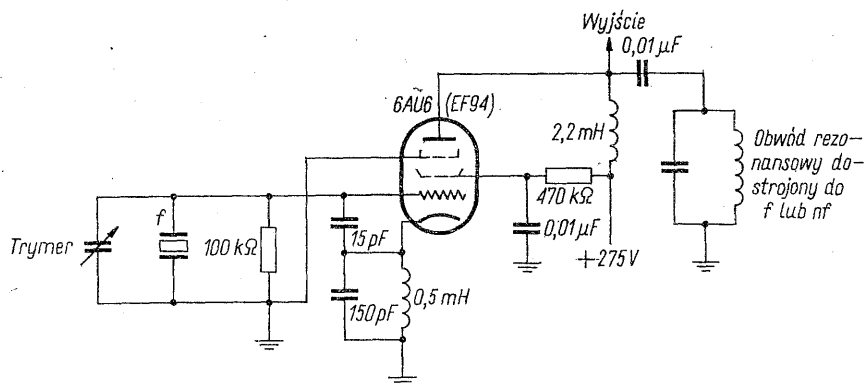 Wyjście
0,01 µF
6AU6 (EF94)
2,2 mH
Obwód rezo-
nansowy do-
strojony do
f lub nf
470 kΩ
f
Trymer
100 kΩ
15 pF
0,01 µF
+275V
150 pF
0,5 mH